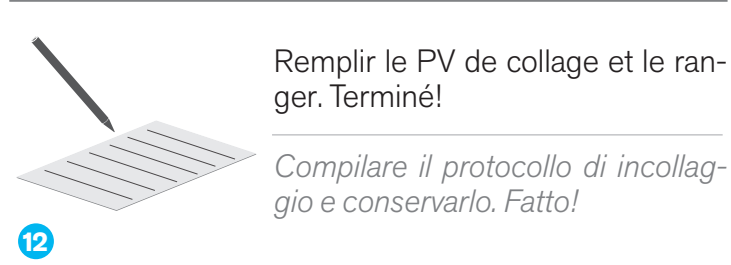 Remplir le PV de collage et le ran-
ger. Terminé!
Compilare il protocollo di incollag-
gio e conservarlo. Fatto!
12